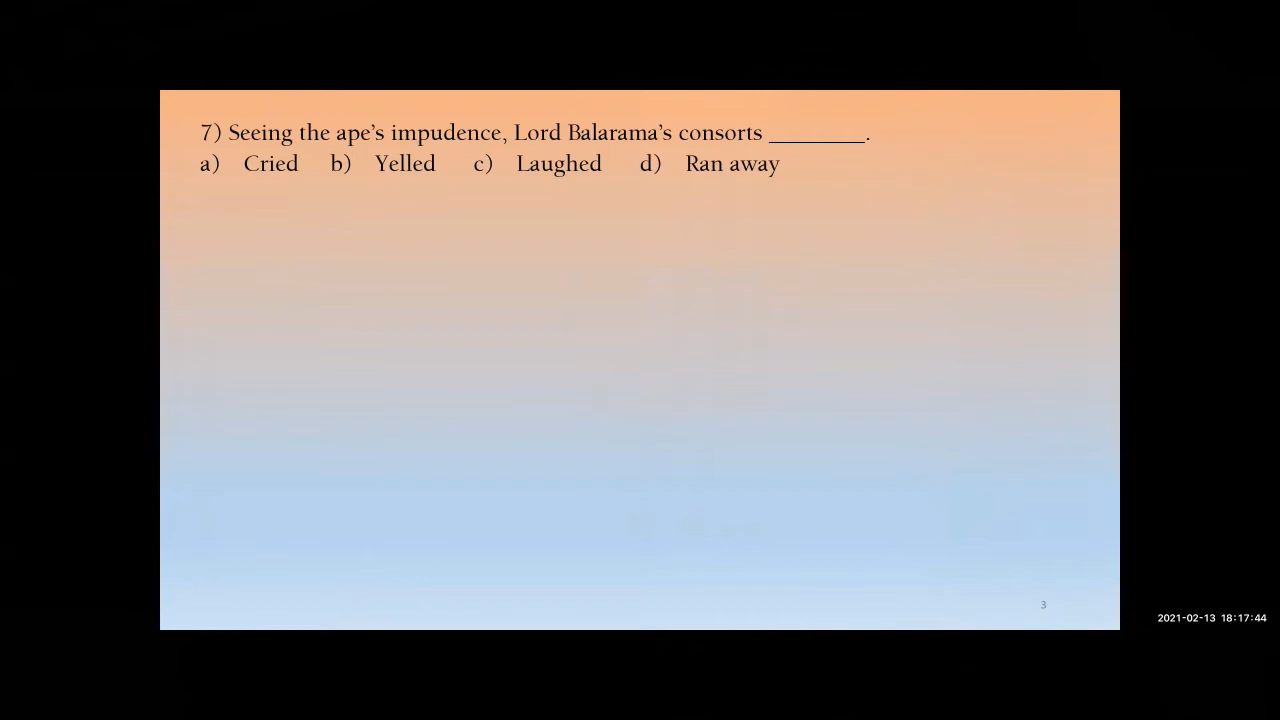 7) Seeing the ape’s impudence, Lord Balarama’s consorts ________.
a) Cried b) Yelled c) Laughed d) Ran away
3
2021-02-13 18:17:44